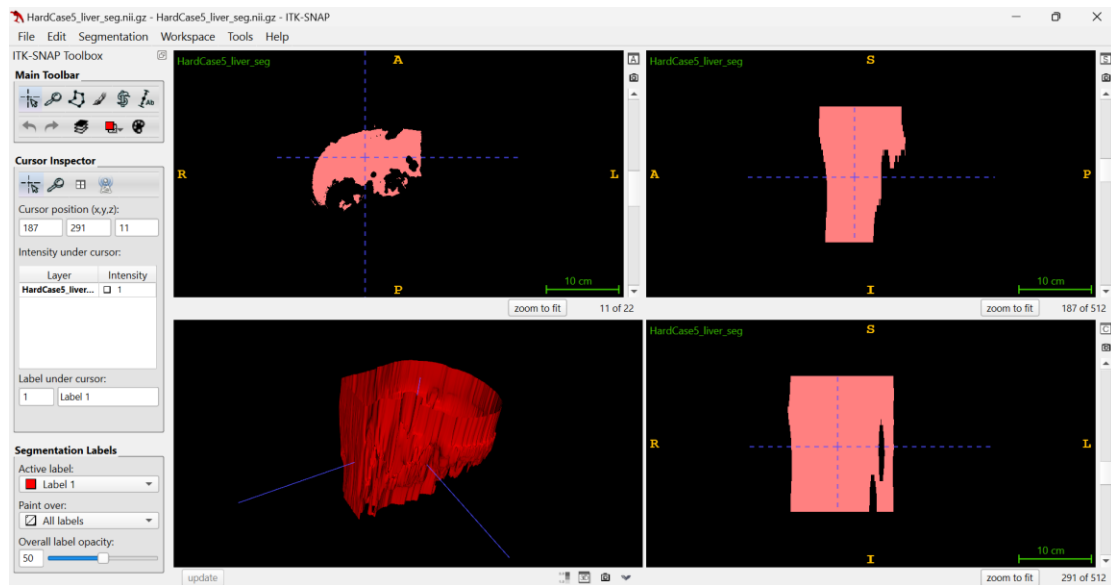 HardCase5_liver_seg.nii.gz - HardCase5_liver_seg.nii.gz - ITK-SNAP
File Edit Segmentation Workspace Tools Help
ITK-SNAP Toolbox
Main Toolbar
Ab
Cursor Inspector
Cursor position (x,y,z):
187 291 11
Intensity under cursor:
Layer Intensity
HardCase5_liver... 1
Label under cursor:
1 Label 1
Segmentation Labels
Active label:
Label 1
Paint over:
All labels
Overall label opacity:
50
HardCase5_liver_seg
A
R
L
P
10 cm
A
zoom to fit 11 of 22
S
A
P
I
10 cm
S
zoom to fit 187 of 512
update
HardCase5_liver_seg
S
R
L
I
10 cm
C
zoom to fit 291 of 512